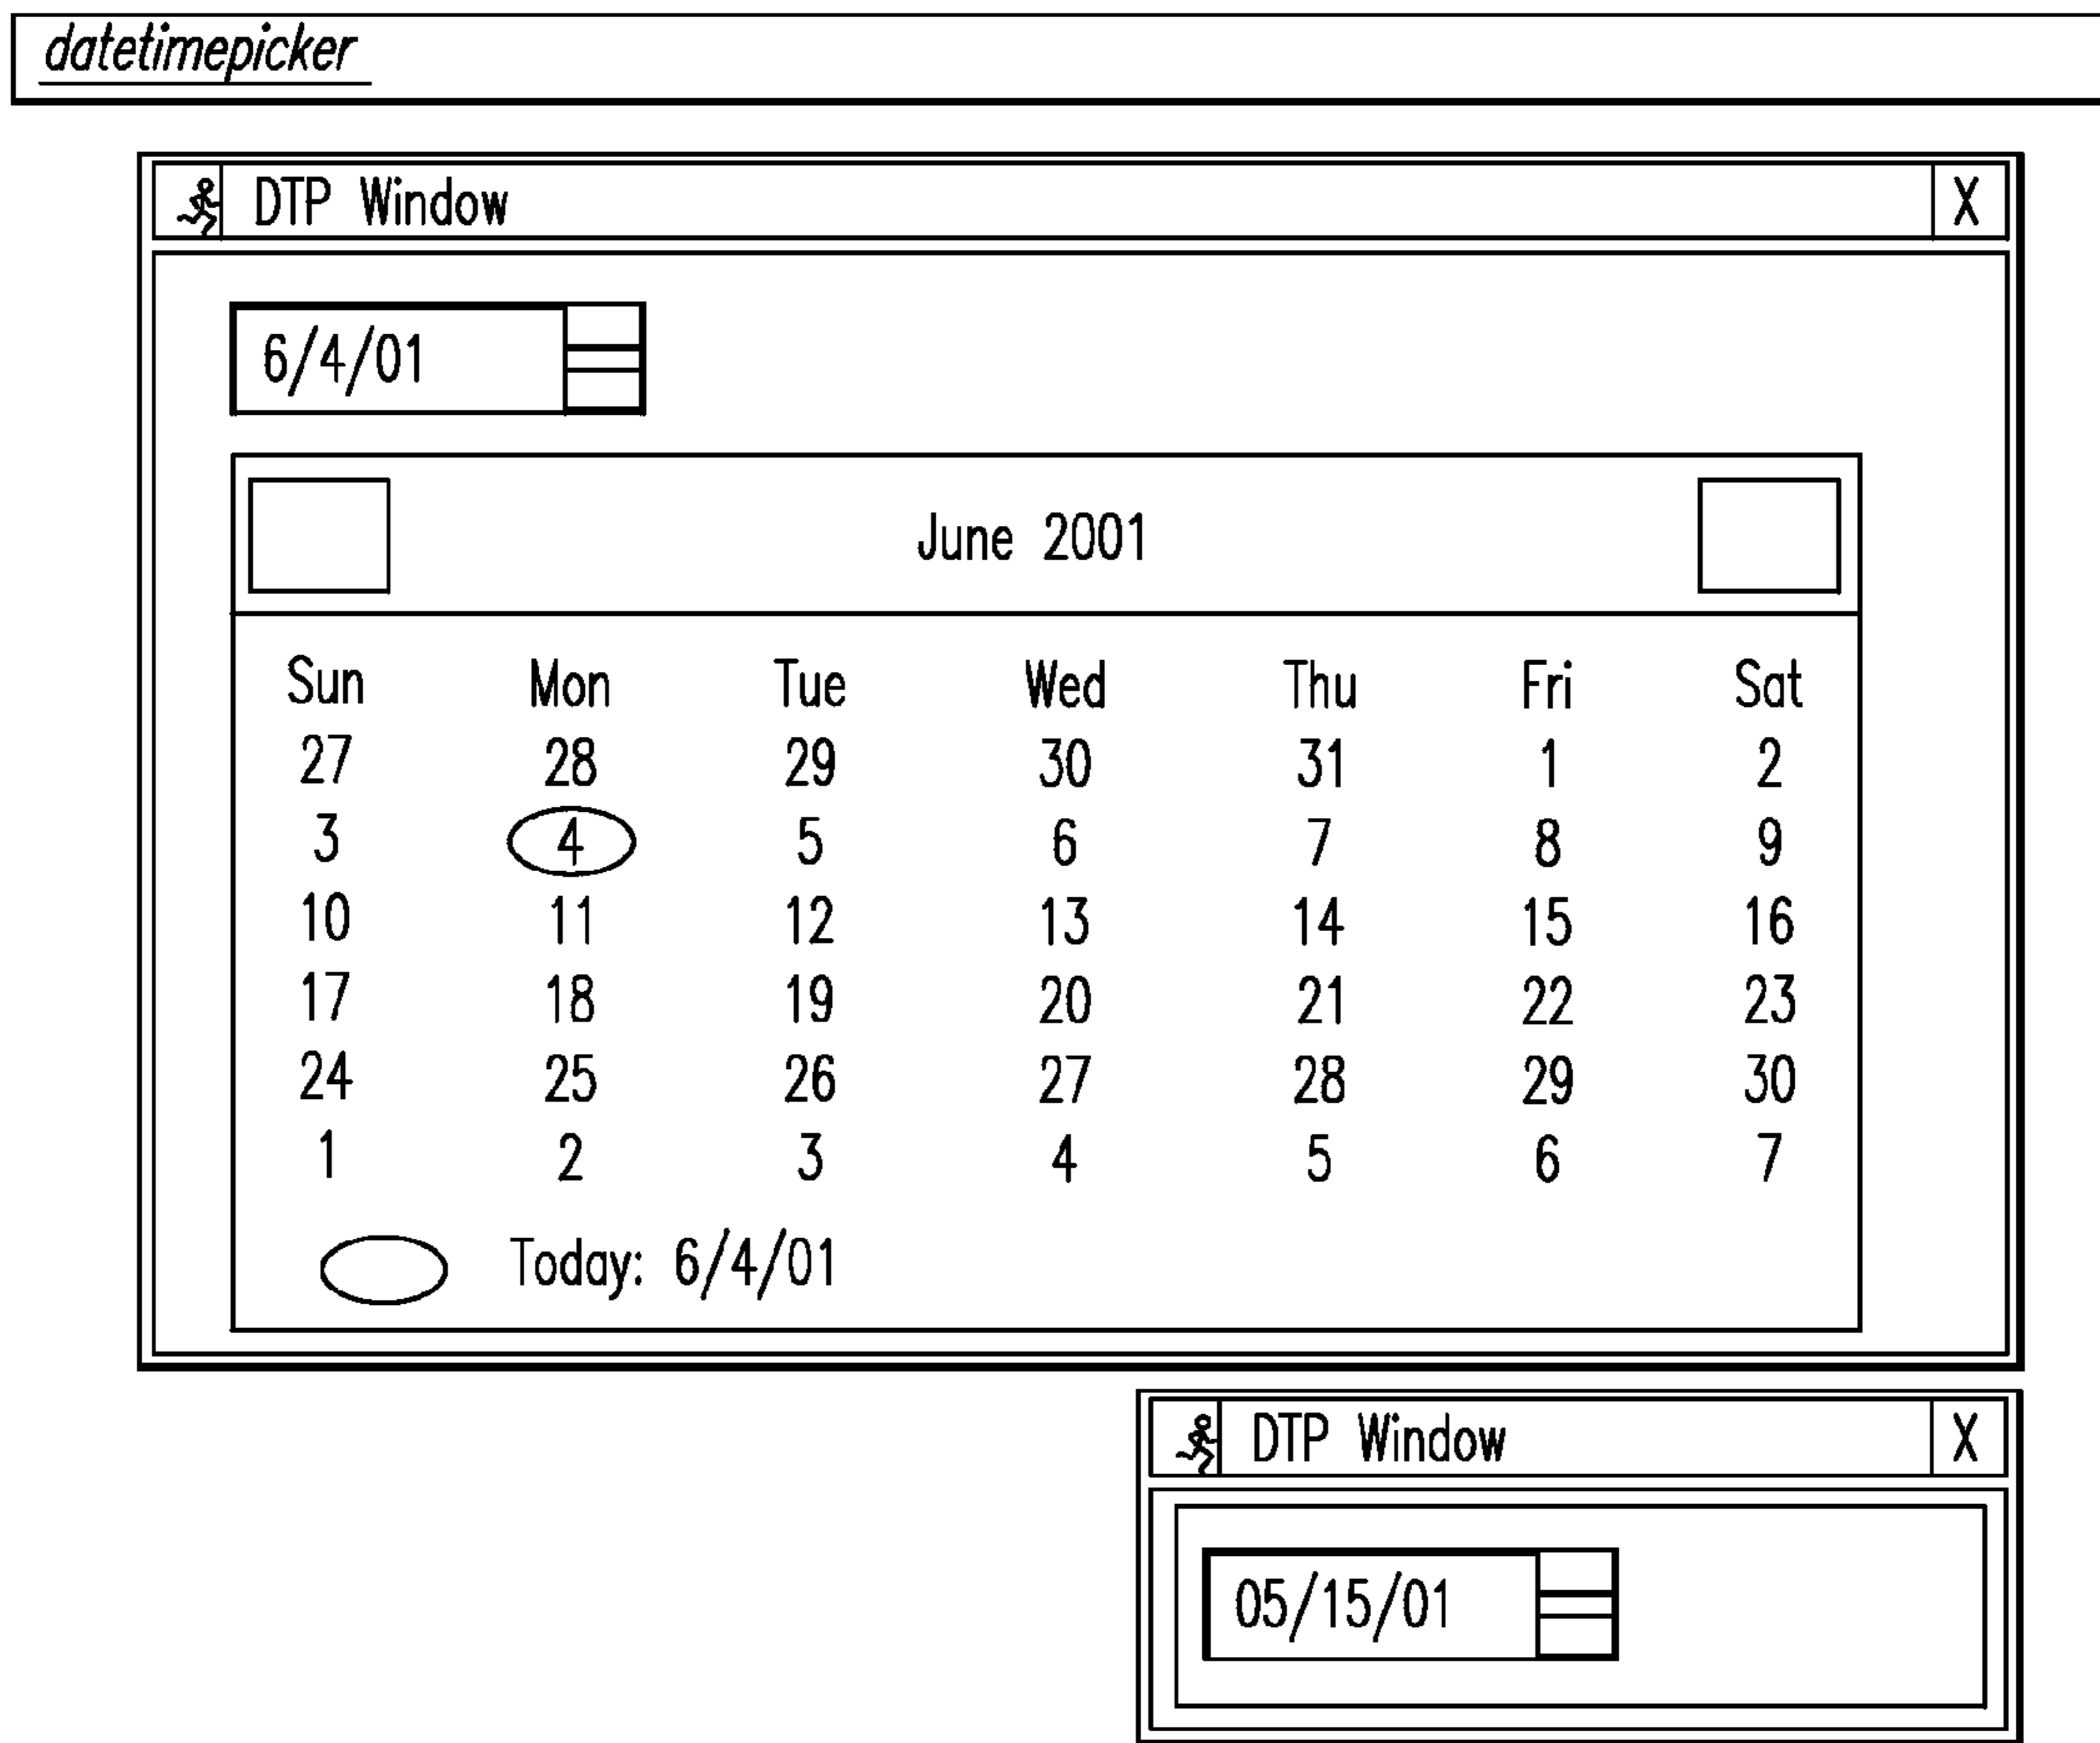 datetimepicker
DTP Window X
6/4/01
June 2001
Sun Mon Tue Wed Thu Fri Sat
27 28 29 30 31 1 2
3 4 5 6 7 8 9
10 11 12 13 14 15 16
17 18 19 20 21 22 23
24 25 26 27 28 29 30
1 2 3 4 5 6 7
Today: 6/4/01
DTP Window X
05/15/01